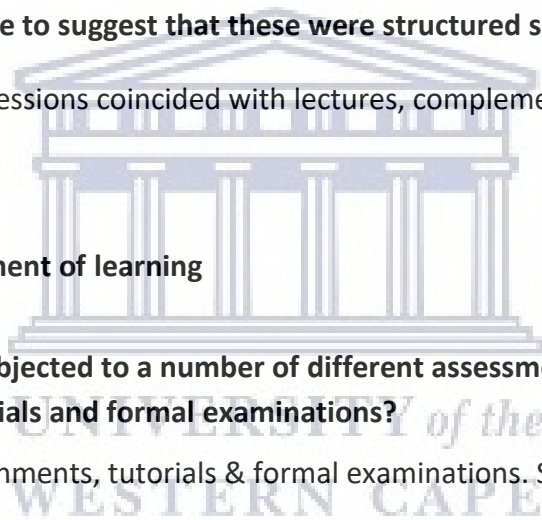 e to suggest that these were structured s
essions coincided with lectures, compleme
ment of learning
bjected to a number of different assessme
ials and formal examinations?
UNIVERSITY of the
nments, tutorials & formal examinations. S
WESTERN CAPE